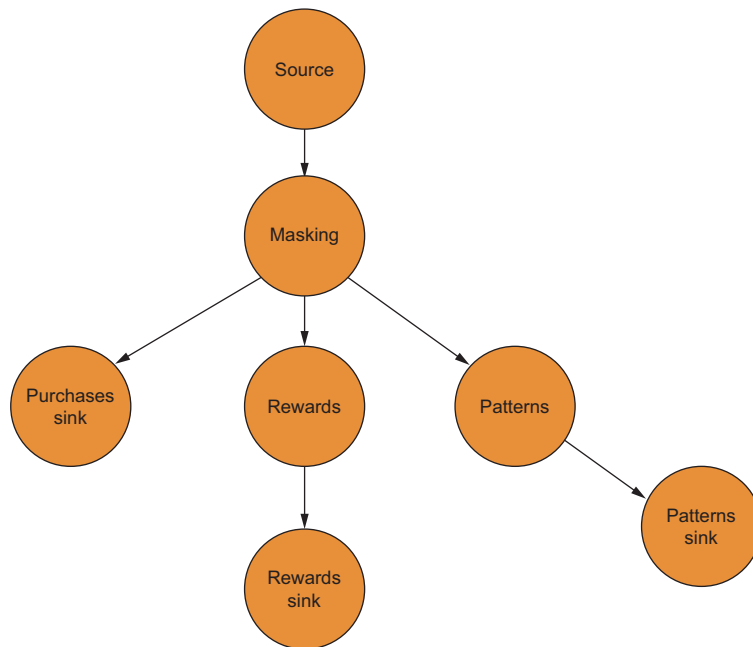 Source
Masking
Purchases
sink
Rewards
Patterns
Patterns
sink
Rewards
sink